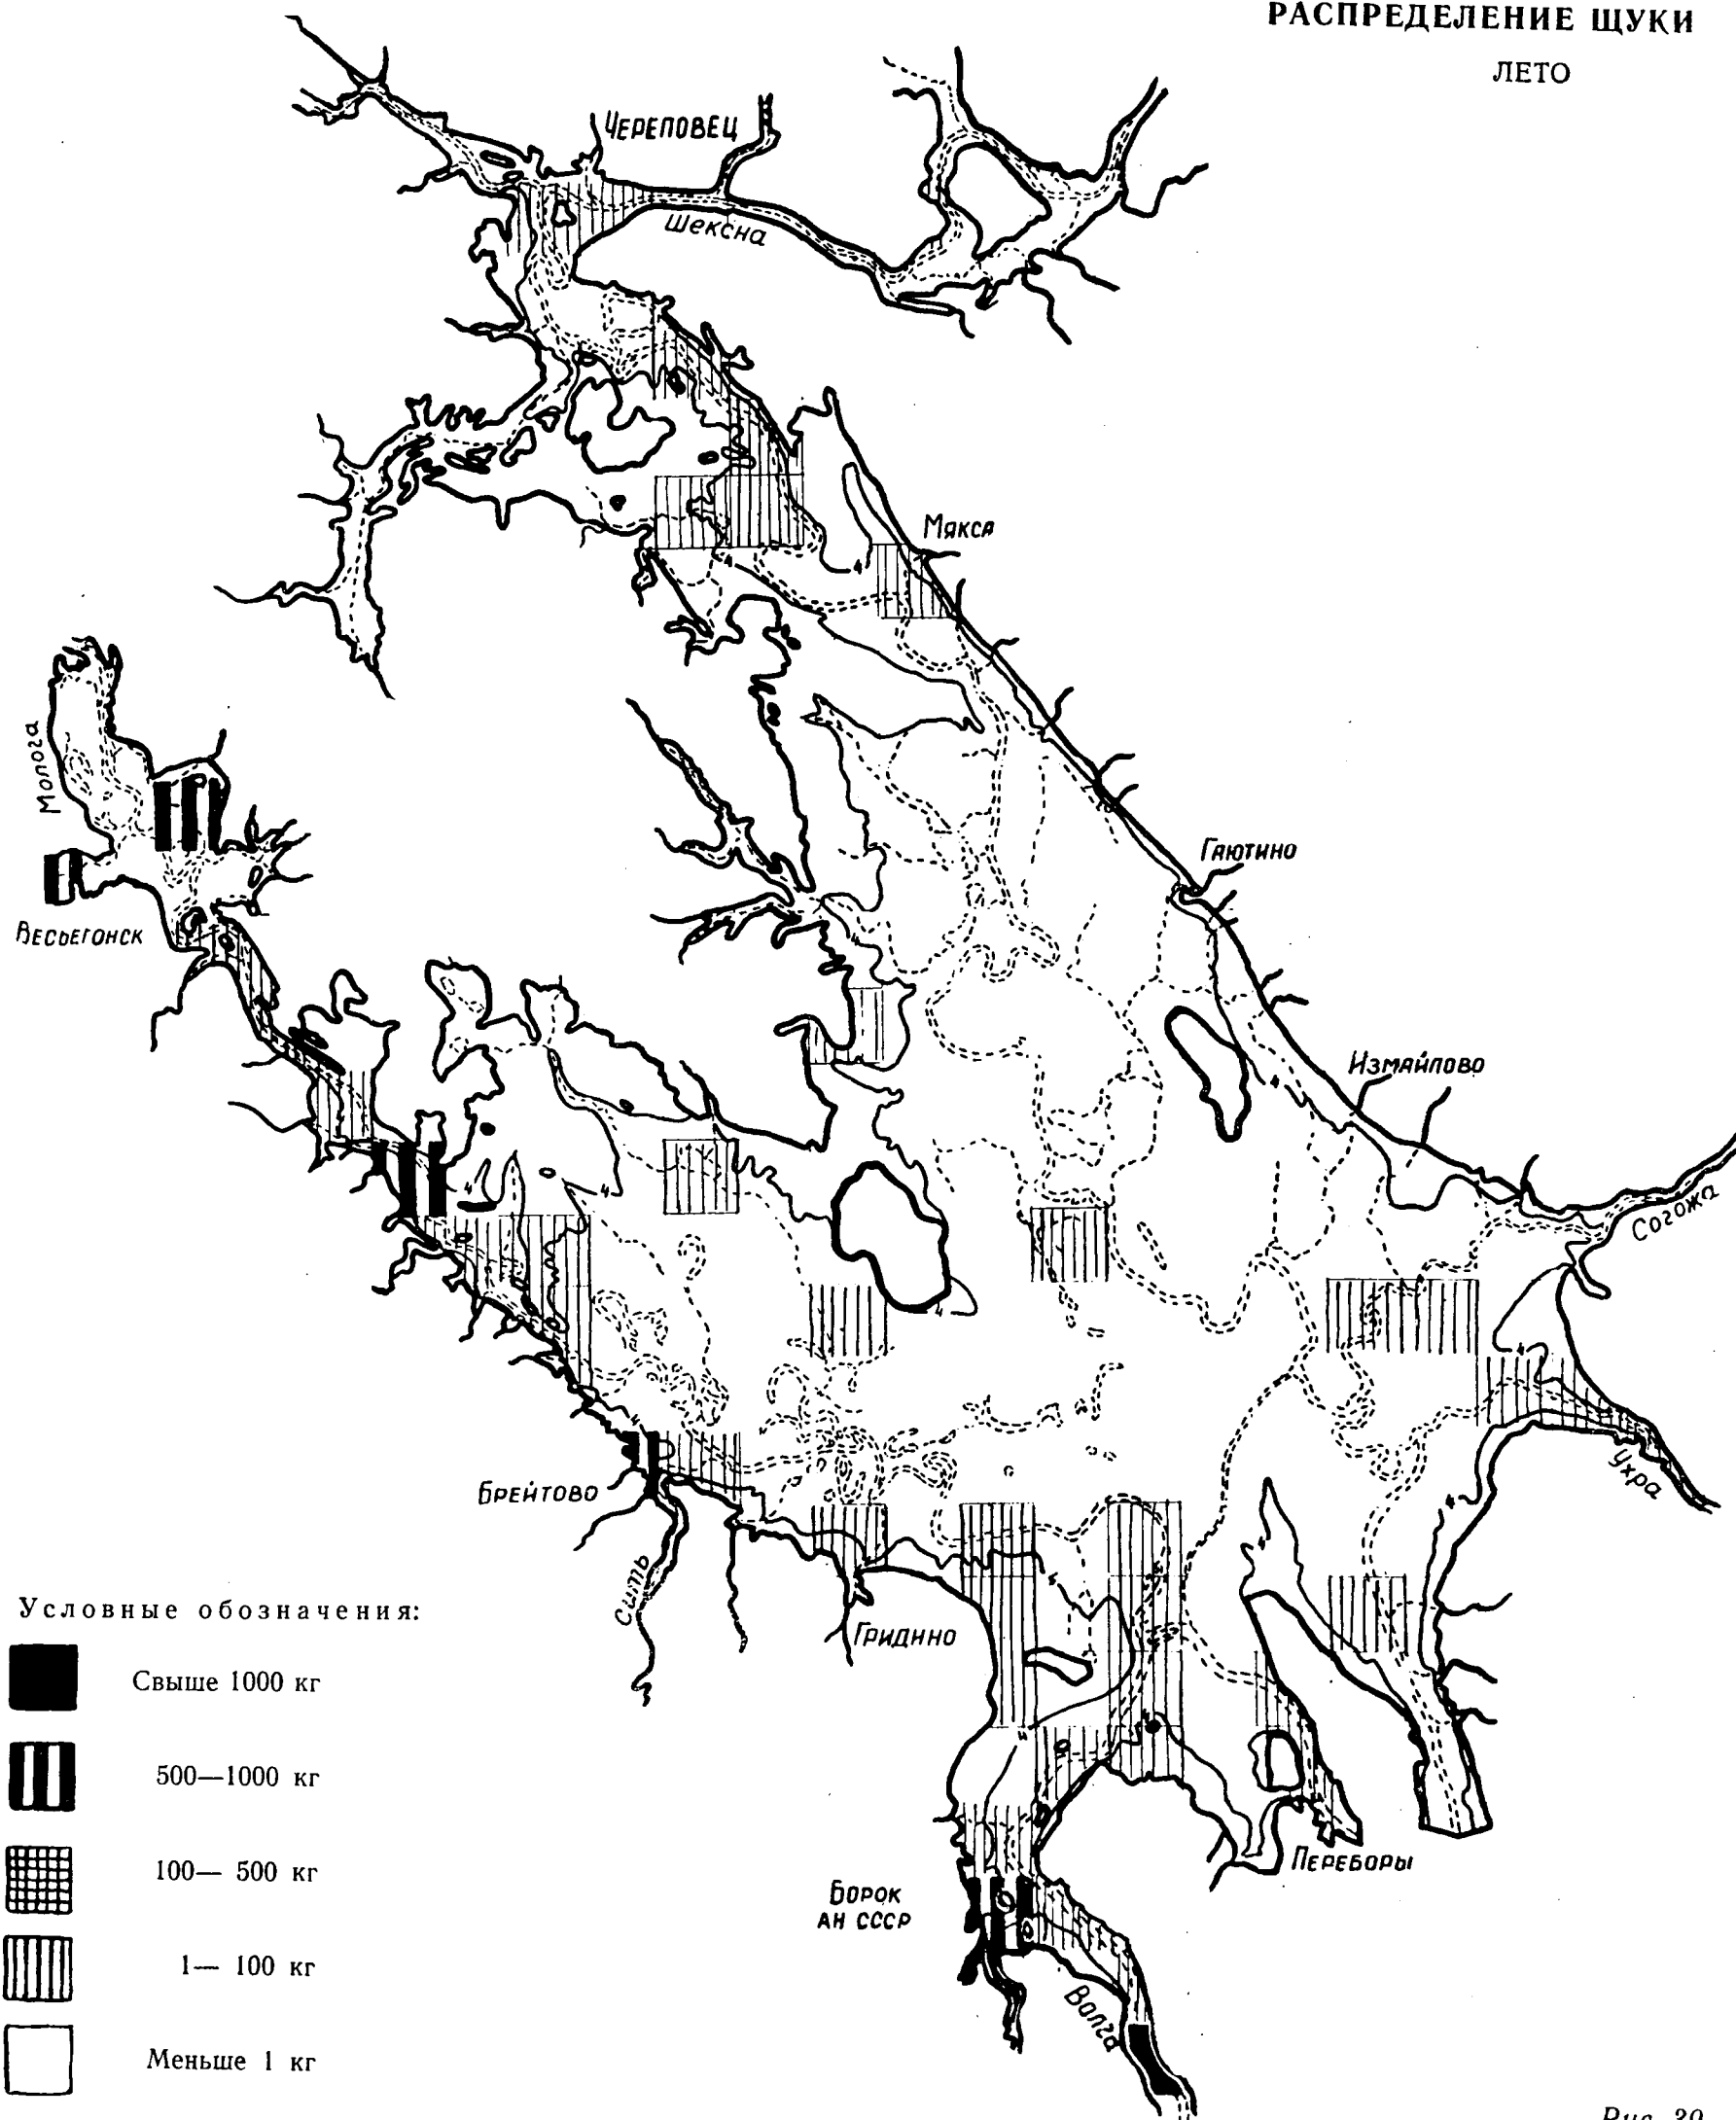 РАСПРЕДЕЛЕНИЕ ЩУКИ
ЛЕТО
ЧЕРЕПОВЕЦ
Шексна
Мякса
Молога
Гаютино
Весьегонск
Измайлово
Согожа
Ухра
Брейтово
Сить
Гридино
Переборы
Борок
АН СССР
Волга
Условные обозначения:
Свыше 1000 кг
500—1000 кг
100— 500 кг
1— 100 кг
Меньше 1 кг